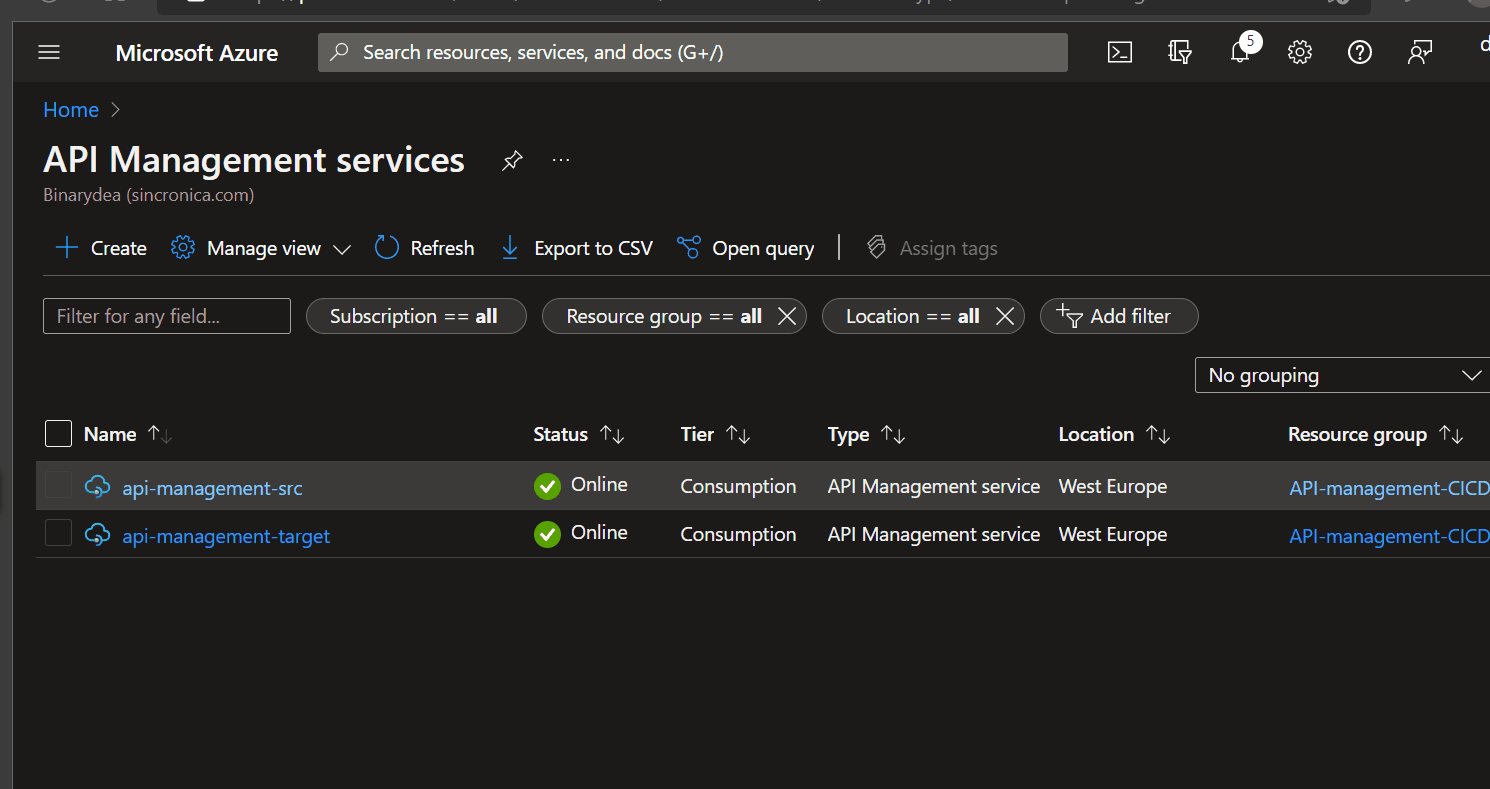 Microsoft Azure
Search resources, services, and docs (G+/)
5
Home
API Management services
...
Binarydea (sincronica.com)
Create
Manage view
Refresh
Export to CSV
Open query
Assign tags
Filter for any field...
Subscription == all
Resource group == all
Location == all
Add filter
No grouping
Name Status Tier Type Location Resource group
api-management-src Online Consumption API Management service West Europe API-management-CICD
api-management-target Online Consumption API Management service West Europe API-management-CICD